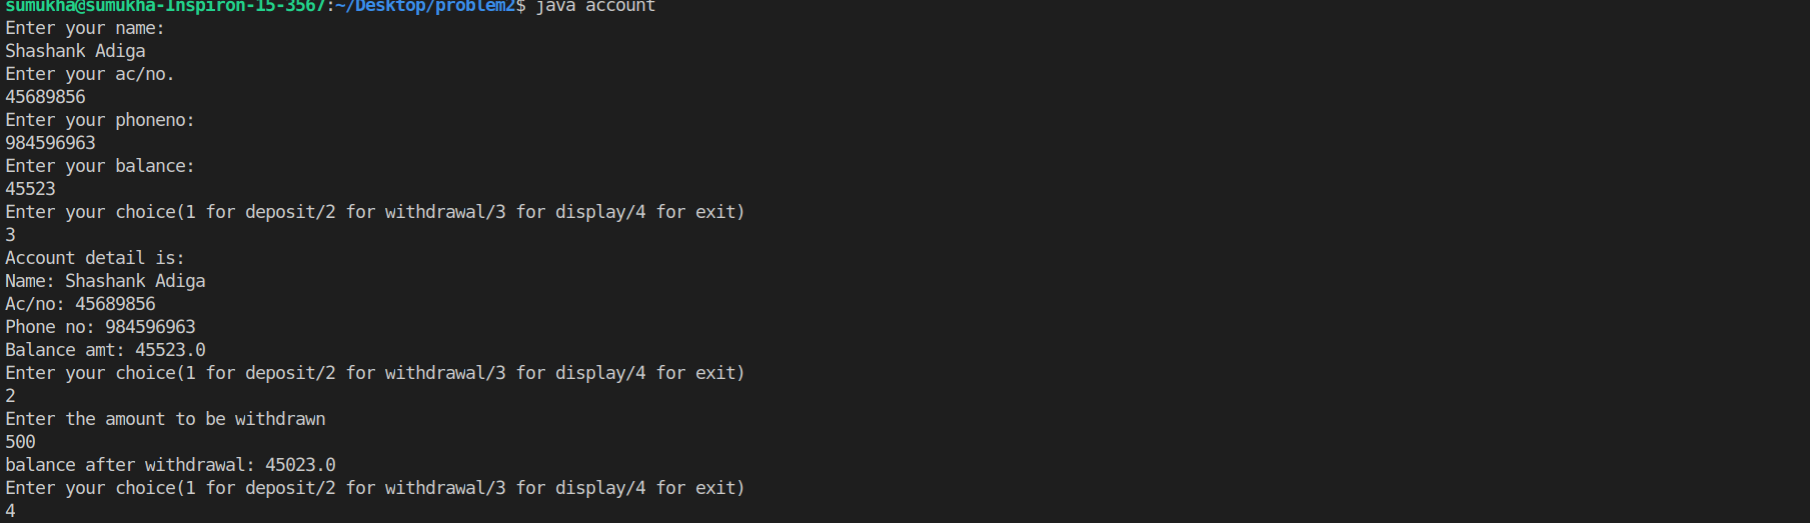 sumukha@sumukha-Inspiron-15-3567:~/Desktop/problem2$ java account
Enter your name:
Shashank Adiga
Enter your ac/no.
45689856
Enter your phoneno:
984596963
Enter your balance:
45523
Enter your choice(1 for deposit/2 for withdrawal/3 for display/4 for exit)
3
Account detail is:
Name: Shashank Adiga
Ac/no: 45689856
Phone no: 984596963
Balance amt: 45523.0
Enter your choice(1 for deposit/2 for withdrawal/3 for display/4 for exit)
2
Enter the amount to be withdrawn
500
balance after withdrawal: 45023.0
Enter your choice(1 for deposit/2 for withdrawal/3 for display/4 for exit)
4